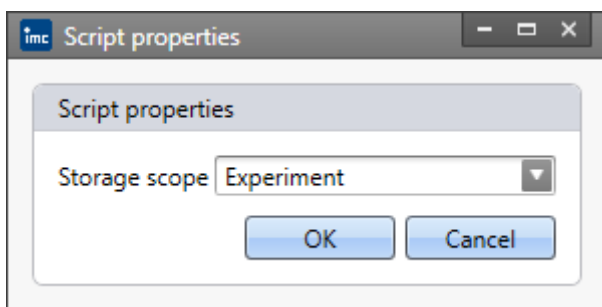 imc Script properties
Script properties
Storage scope Experiment
OK Cancel